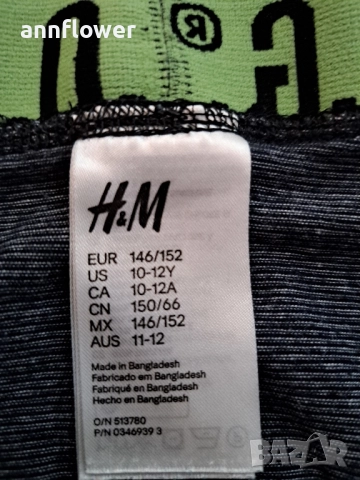 annflower
®
H&M
EUR 146/152
US 10-12Y
CA 10-12A
CN 150/66
MX 146/152
AUS 11-12
Made in Bangladesh
Fabricado em Bangladesh
Fabriqué en Bangladesh
Hecho en Bangladesh
O/N 513780
P/N 0346939 3
BAZAR